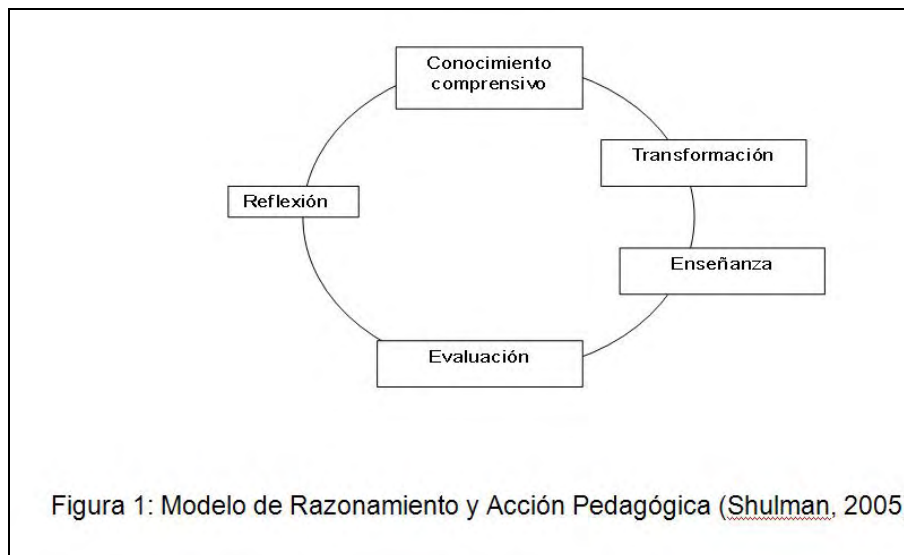 Conocimiento
comprensivo
Transformación
Reflexión
Enseñanza
Evaluación
Figura 1: Modelo de Razonamiento y Acción Pedagógica (Shulman, 2005